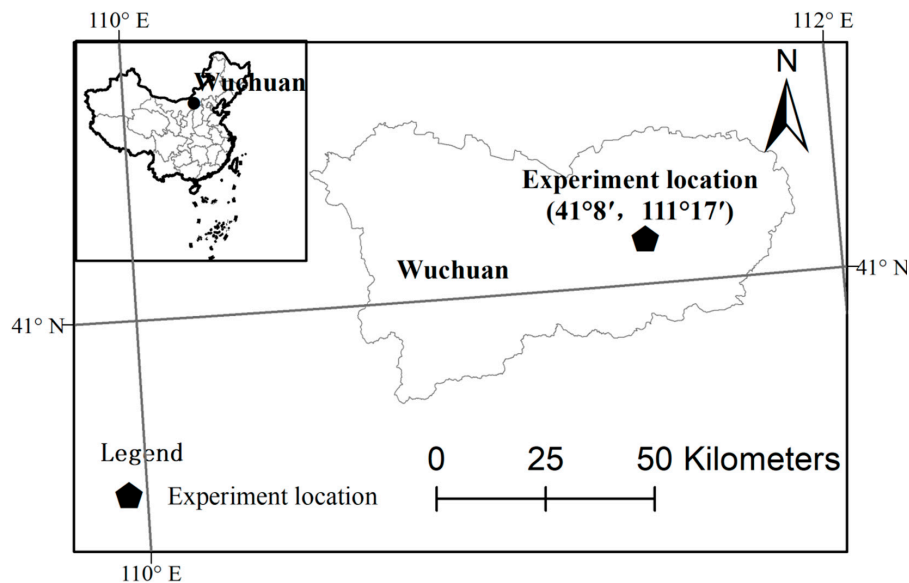 110° E
112° E
Wuchuan
N
Experiment location
(41°8′, 111°17′)
Wuchuan
41° N
41° N
Legend
0 25 50 Kilometers
Experiment location
110° E